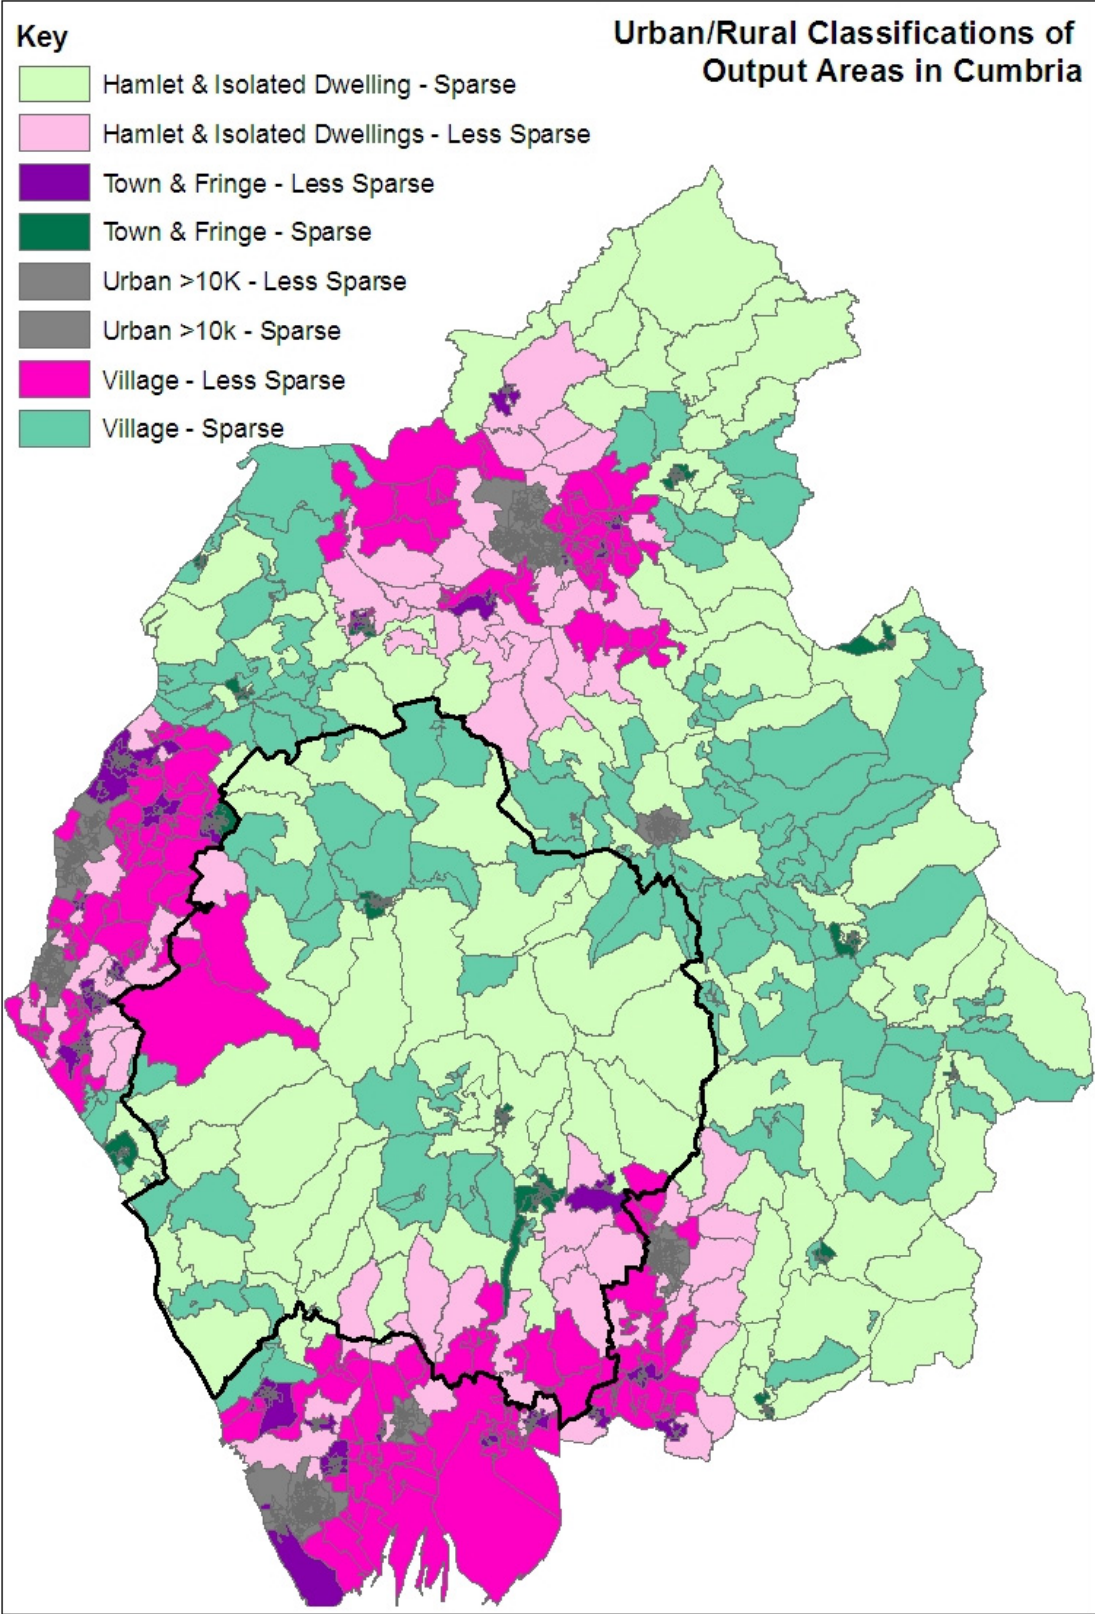 Key
Urban/Rural Classifications of
Output Areas in Cumbria
Hamlet & Isolated Dwelling - Sparse
Hamlet & Isolated Dwellings - Less Sparse
Town & Fringe - Less Sparse
Town & Fringe - Sparse
Urban >10K - Less Sparse
Urban >10k - Sparse
Village - Less Sparse
Village - Sparse